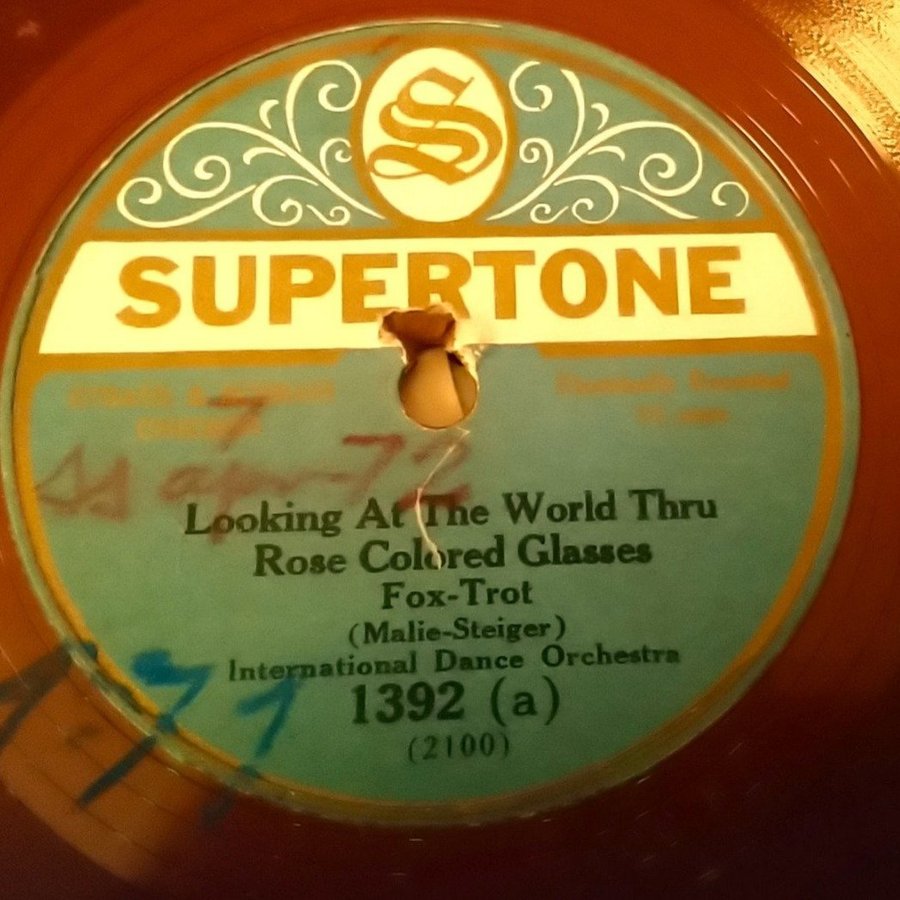 S
SUPERTONE
Looking At The World Thru
Rose Colored Glasses
Fox-Trot
(Malie-Steiger)
International Dance Orchestra
1392 (a)
(2100)